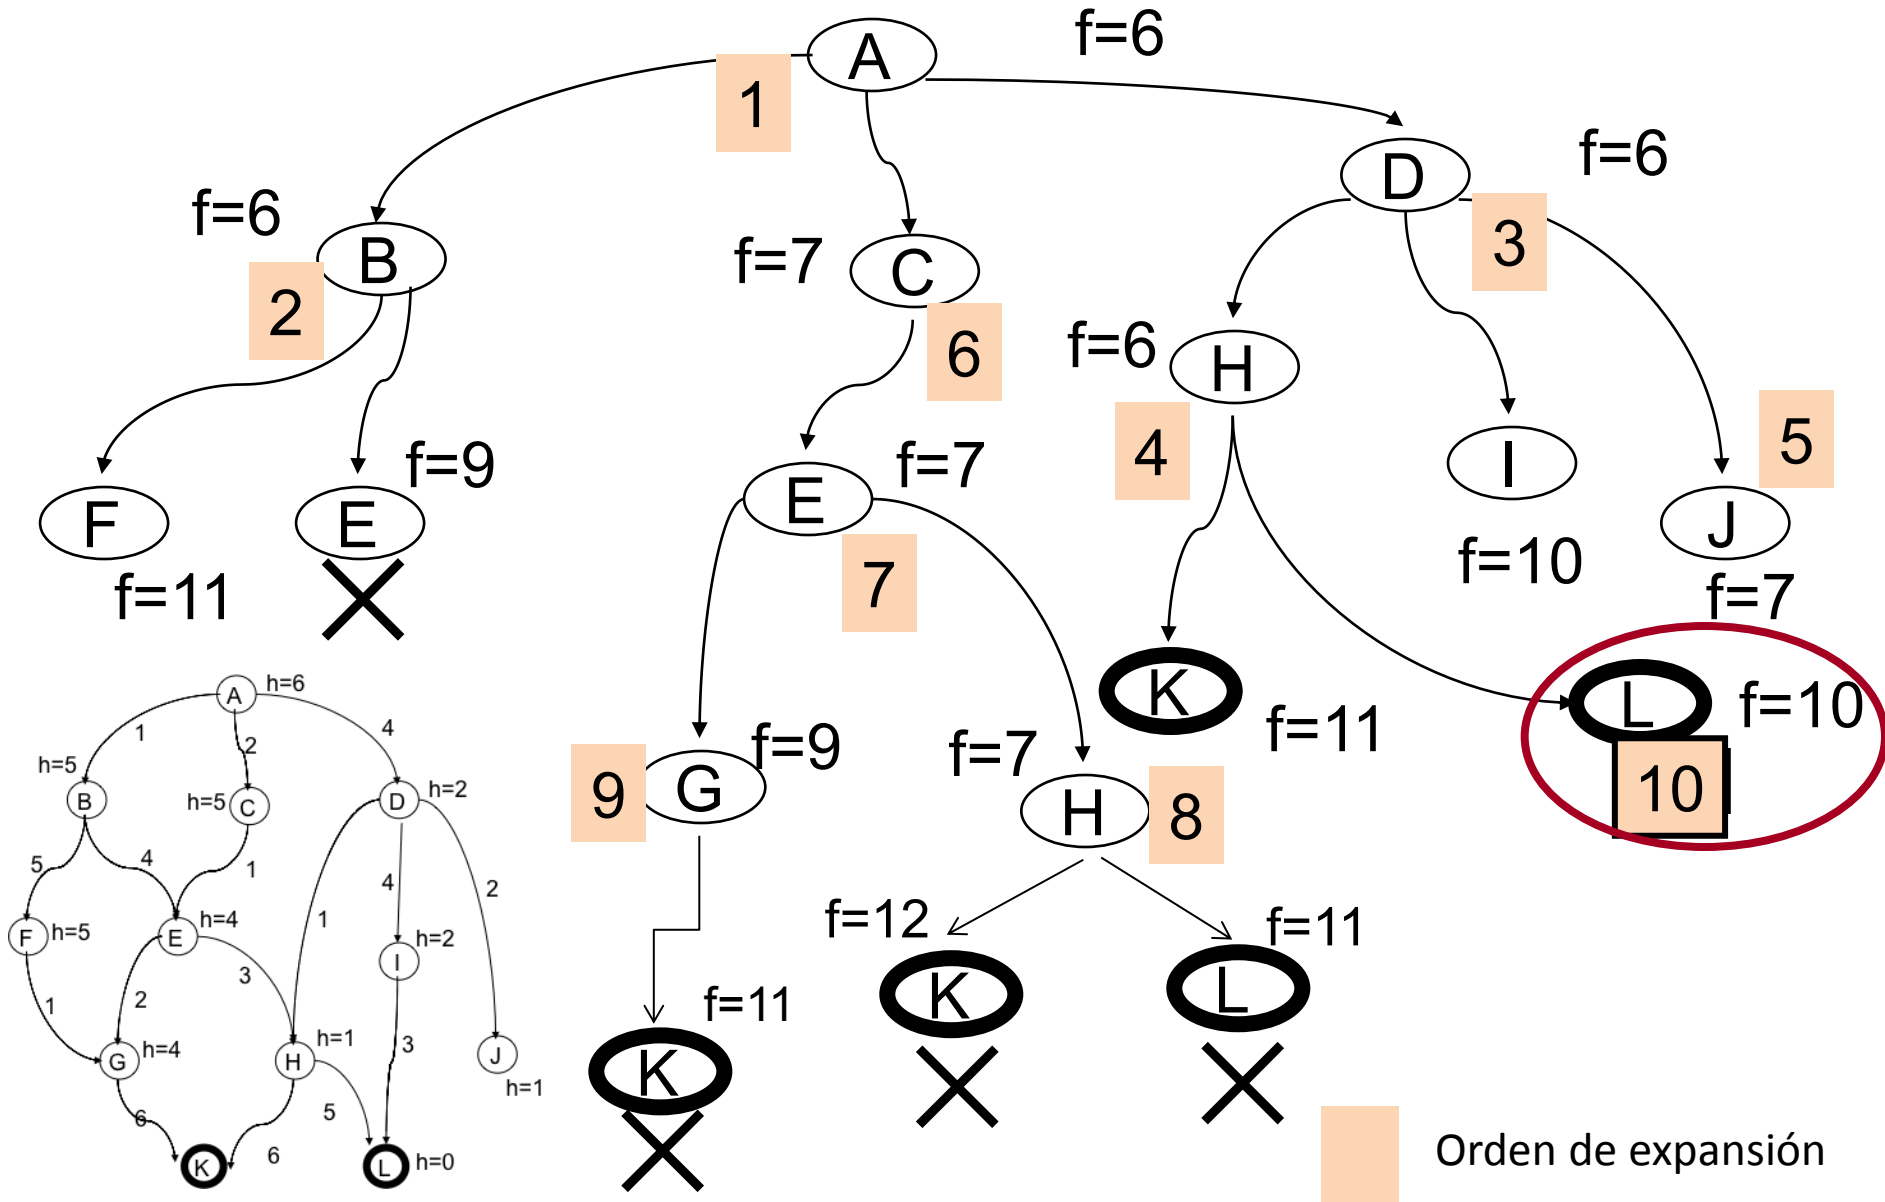 A
f=6
1
D
f=6
f=6
B
f=7
C
3
2
f=6
H
6
4
5
f=9
f=7
I
F
E
E
J
f=11
7
f=10
f=7
K
L
f=10
f=11
f=9
f=7
9
G
H
8
10
f=12
f=11
K
L
f=11
K
A
h=6
1
2
4
h=5
B
h=5
C
D
h=2
5
4
1
4
2
1
F
h=5
E
h=4
3
I
h=2
1
2
G
h=4
H
h=1
3
J
h=1
6
5
6
K
L
h=0
Orden de expansión